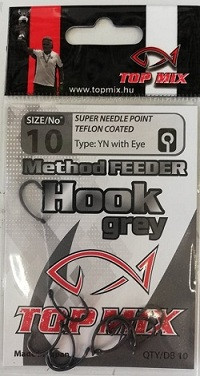 TOP MIX
www.topmix.hu
SIZE/No°
10
SUPER NEEDLE POINT
TEFLON COATED
Type: YN with Eye
Method FEEDER
Hook
grey
TOP MIX
QTY/DB 10